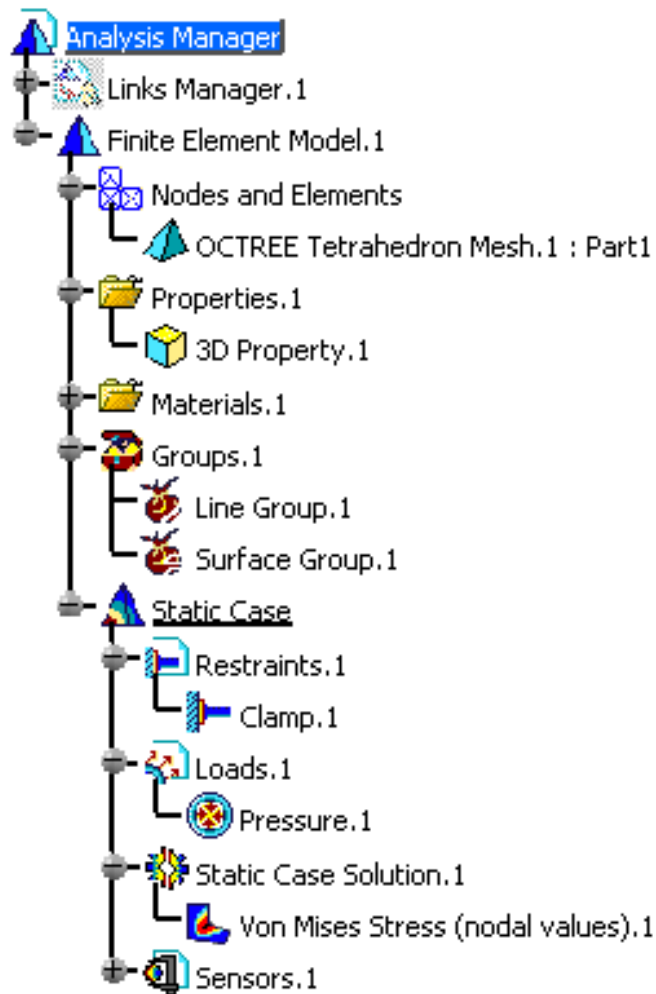 Analysis Manager
Links Manager.1
Finite Element Model.1
Nodes and Elements
OCTREE Tetrahedron Mesh.1 : Part1
Properties.1
3D Property.1
Materials.1
Groups.1
Line Group.1
Surface Group.1
Static Case
Restraints.1
Clamp.1
Loads.1
Pressure.1
Static Case Solution.1
Von Mises Stress (nodal values).1
Sensors.1